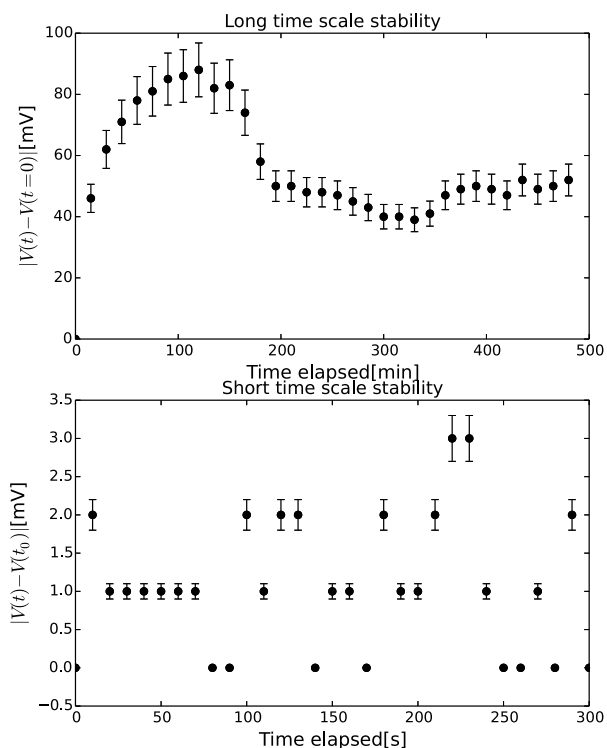 Long time scale stability
100
80
60
40
20
0
|V(t)−V(t=0)|[mV]
0 100 200 300 400 500
Time elapsed[min]
Short time scale stability
3.5
3.0
2.5
2.0
1.5
1.0
0.5
0.0
−0.5
|V(t)−V(t₀)|[mV]
0 50 100 150 200 250 300
Time elapsed[s]